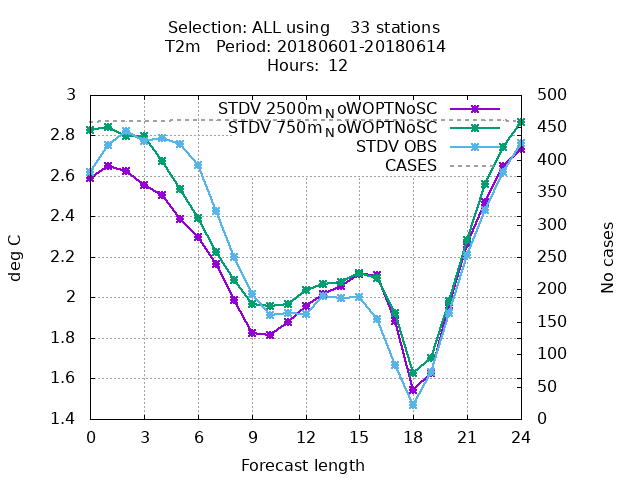 Selection: ALL using    33 stations
T2m   Period: 20180601-20180614
Hours:  12
3 500
STDV 2500m_NoWOPTNoSC
STDV 750m_NoWOPTNoSC
STDV OBS
CASES
2.8 450
400
2.6 350
2.4 300
deg C
No cases
2.2 250
2 200
150
1.8 100
1.6 50
1.4 0
0 3 6 9 12 15 18 21 24
Forecast length